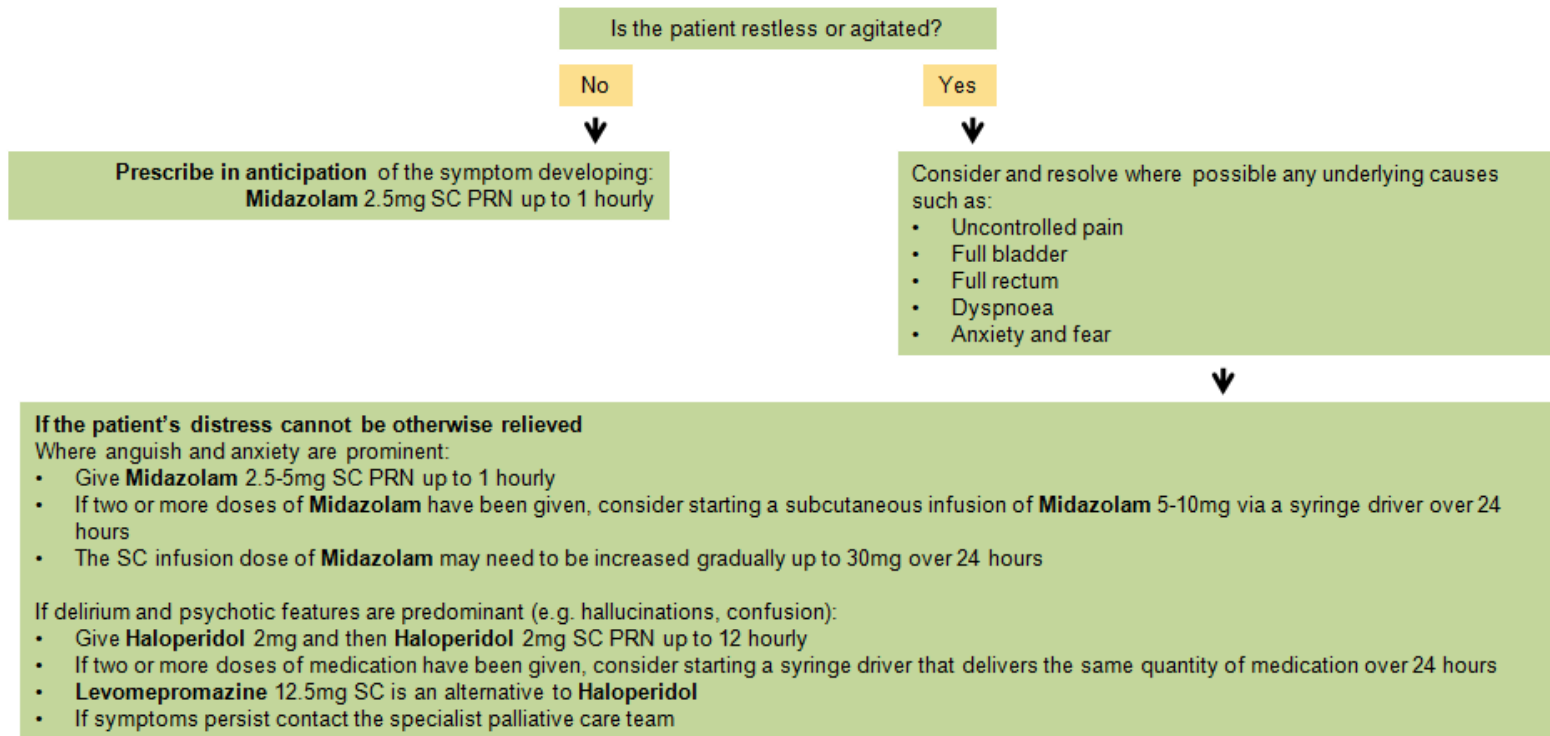 Is the patient restless or agitated?
No
Yes
Prescribe in anticipation of the symptom developing:
Midazolam 2.5mg SC PRN up to 1 hourly
Consider and resolve where possible any underlying causes
such as:
• Uncontrolled pain
• Full bladder
• Full rectum
• Dyspnoea
• Anxiety and fear
If the patient's distress cannot be otherwise relieved
Where anguish and anxiety are prominent:
• Give Midazolam 2.5-5mg SC PRN up to 1 hourly
• If two or more doses of Midazolam have been given, consider starting a subcutaneous infusion of Midazolam 5-10mg via a syringe driver over 24
hours
• The SC infusion dose of Midazolam may need to be increased gradually up to 30mg over 24 hours
If delirium and psychotic features are predominant (e.g. hallucinations, confusion):
• Give Haloperidol 2mg and then Haloperidol 2mg SC PRN up to 12 hourly
• If two or more doses of medication have been given, consider starting a syringe driver that delivers the same quantity of medication over 24 hours
• Levomepromazine 12.5mg SC is an alternative to Haloperidol
• If symptoms persist contact the specialist palliative care team